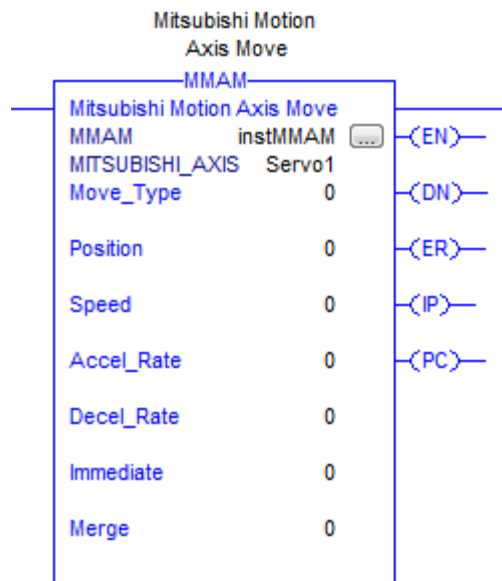 Mitsubishi Motion
Axis Move
MMAM
Mitsubishi Motion Axis Move
MMAM instMMAM ...
(EN)
MITSUBISHI_AXIS Servo1
Move_Type 0
(DN)
Position 0
(ER)
Speed 0
(IP)
Accel_Rate 0
(PC)
Decel_Rate 0
Immediate 0
Merge 0